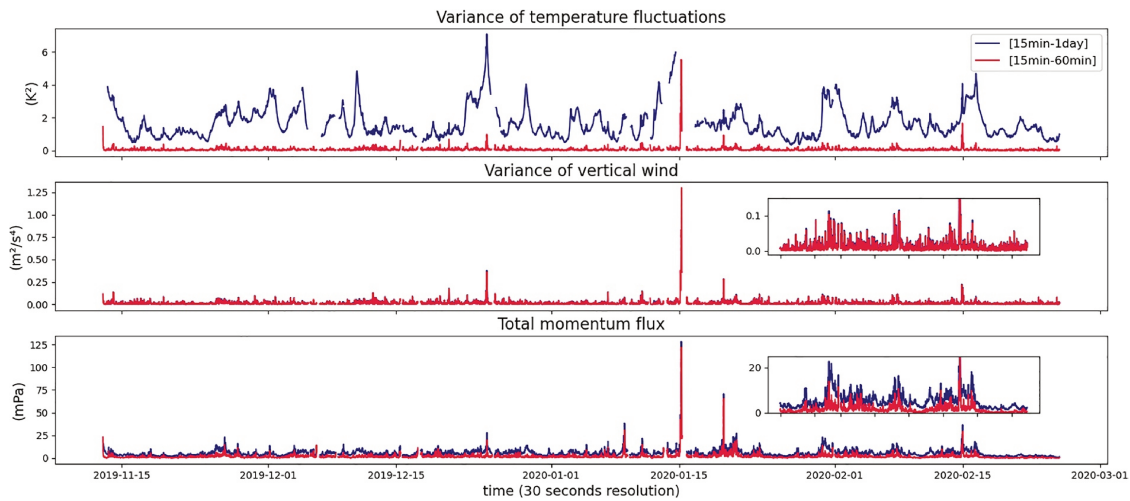 Variance of temperature fluctuations
[15min-1day]
[15min-60min]
(K²)
6
4
2
0
Variance of vertical wind
(m²/s⁴)
1.25
1.00
0.75
0.50
0.25
0.00
0.1
0.0
Total momentum flux
(mPa)
125
100
75
50
25
0
20
0
2019-11-15 2019-12-01 2019-12-15 2020-01-01 2020-01-15 2020-02-01 2020-02-15 2020-03-01
time (30 seconds resolution)